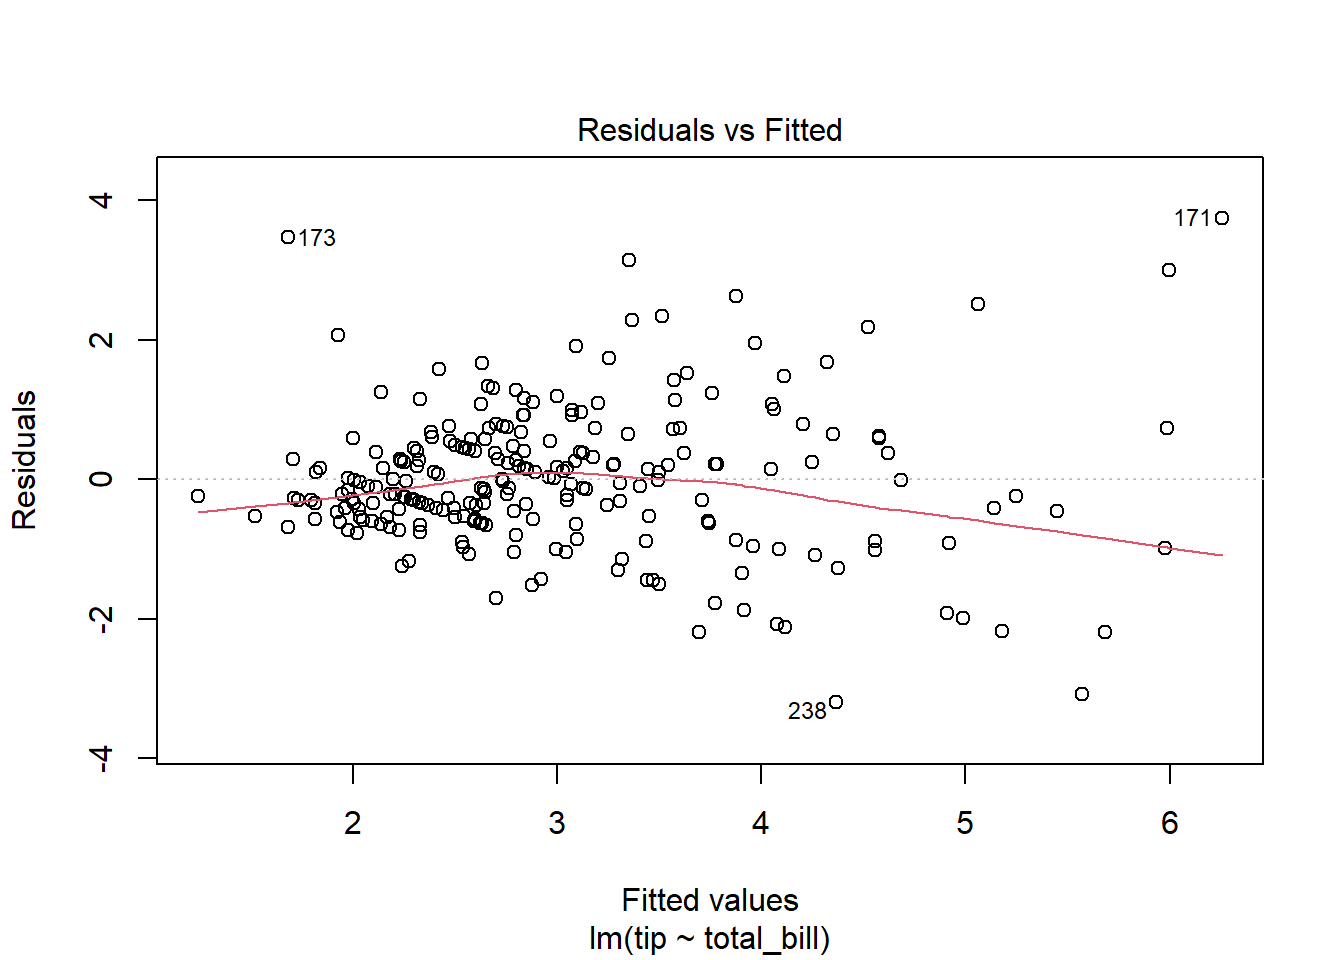 Residuals vs Fitted
Residuals
4
2
0
-2
-4
173
171
238
2 3 4 5 6
Fitted values
lm(tip ~ total_bill)